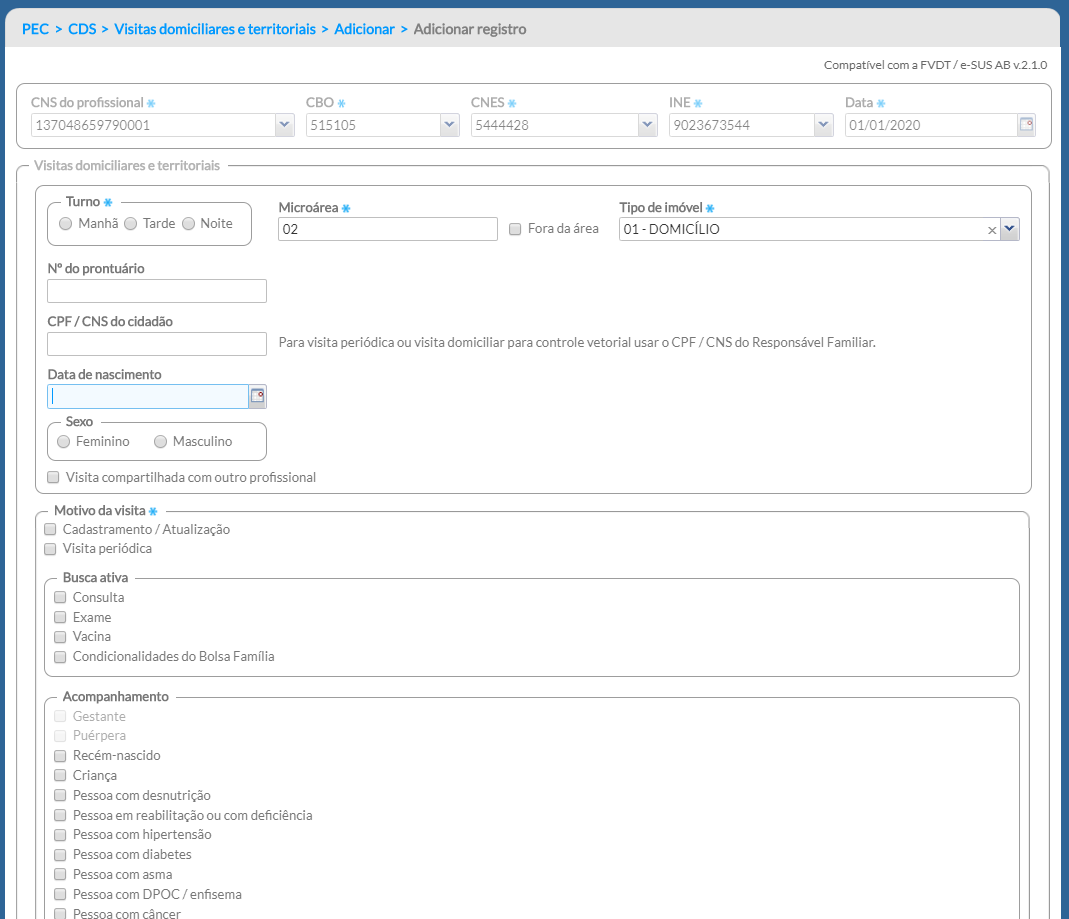 PEC > CDS > Visitas domiciliares e territoriais > Adicionar > Adicionar registro
Compatível com a FVDT / e-SUS AB v.2.1.0
CNS do profissional * CBO * CNES * INE * Data *
137048659790001 515105 5444428 9023673544 01/01/2020
Visitas domiciliares e territoriais
Turno * Microárea * Tipo de imóvel *
Manhã Tarde Noite 02 Fora da área 01 - DOMICÍLIO ×
Nº do prontuário
CPF / CNS do cidadão
Para visita periódica ou visita domiciliar para controle vetorial usar o CPF / CNS do Responsável Familiar.
Data de nascimento
Sexo
Feminino Masculino
Visita compartilhada com outro profissional
Motivo da visita *
Cadastramento / Atualização
Visita periódica
Busca ativa
Consulta
Exame
Vacina
Condicionalidades do Bolsa Família
Acompanhamento
Gestante
Puérpera
Recém-nascido
Criança
Pessoa com desnutrição
Pessoa em reabilitação ou com deficiência
Pessoa com hipertensão
Pessoa com diabetes
Pessoa com asma
Pessoa com DPOC / enfisema
Pessoa com câncer